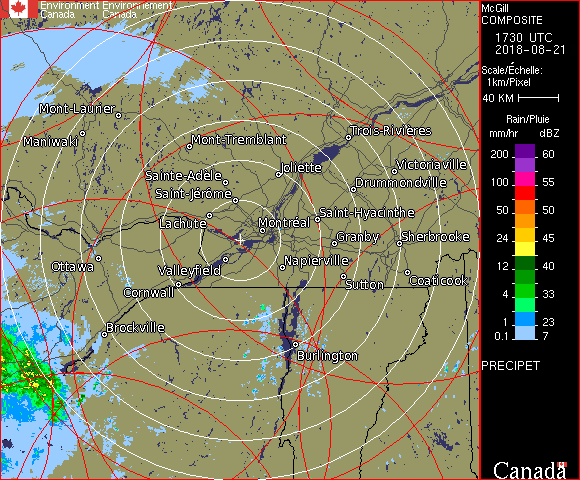 Environment Environnement
Canada Canada
Mont-Laurier
Maniwaki
Mont-Tremblant
Trois-Rivières
Joliette
Victoriaville
Sainte-Adèle
Drummondville
Saint-Jérôme
Saint-Hyacinthe
Lachute
Montréal
Granby
Sherbrooke
Ottawa
Valleyfield
Napierville
Cornwall
Sutton
Coaticook
Brockville
Burlington
McGill
COMPOSITE
1730 UTC
2018-08-21
Scale/Échelle:
1km/Pixel
40 KM
Rain/Pluie
mm/hr dBZ
200 60
55
100 55
50 50
24 45
12 40
4 33
1 23
0.1 7
PRECIPET
Canada